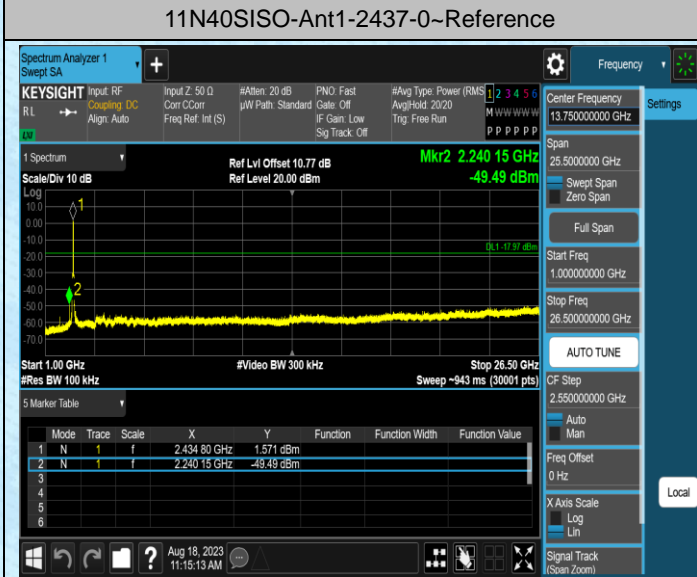 11N40SISO-Ant1-2437-0~Reference
Spectrum Analyzer 1
Swept SA
Frequency
KEYSIGHT
RL
Input: RF
Coupling: DC
Align: Auto
Input Z: 50 Ω
Corr CCorr
Freq Ref: Int (S)
#Atten: 20 dB
µW Path: Standard
PNO: Fast
Gate: Off
IF Gain: Low
Sig Track: Off
#Avg Type: Power (RMS
Avg|Hold: 20/20
Trig: Free Run
1 2 3 4 5 6
M W W W W W
P P P P P P
Center Frequency
13.750000000 GHz
Settings
Span
25.5000000 GHz
Swept Span
Zero Span
Full Span
Start Freq
1.000000000 GHz
Stop Freq
26.500000000 GHz
AUTO TUNE
CF Step
2.550000000 GHz
Auto
Man
Freq Offset
0 Hz
X Axis Scale
Log
Lin
Signal Track
(Span Zoom)
Local
1 Spectrum
Scale/Div 10 dB
Ref Lvl Offset 10.77 dB
Ref Level 20.00 dBm
Mkr2 2.240 15 GHz
-49.49 dBm
Log
10.0
0.00
-10.0
-20.0
-30.0
-40.0
-50.0
-60.0
-70.0
1
2
DL1 -17.97 dBm
Start 1.00 GHz
#Video BW 300 kHz
Stop 26.50 GHz
#Res BW 100 kHz
Sweep ~943 ms (30001 pts)
5 Marker Table
Mode Trace Scale X Y Function Function Width Function Value
1 N 1 f 2.434 80 GHz 1.571 dBm
2 N 1 f 2.240 15 GHz -49.49 dBm
3
4
5
6
Aug 18, 2023
11:15:13 AM